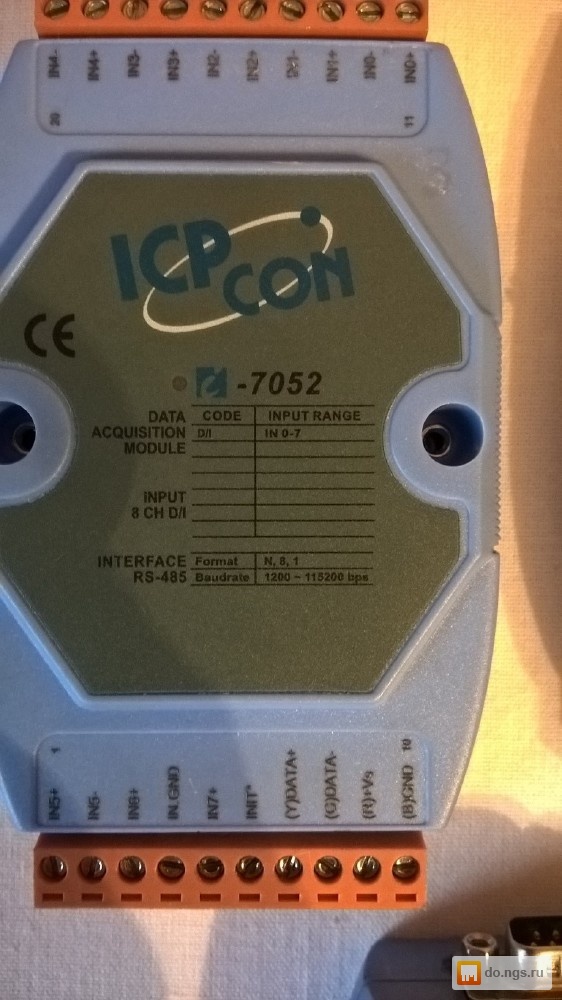 IN4- IN4+ IN3- IN3+ IN2- IN2+ IN1- IN1+ IN0- IN0+
20 11
ICP CON
CE
-7052
DATA ACQUISITION MODULE
CODE INPUT RANGE
D/I IN 0-7
INPUT
8 CH D/I
INTERFACE
RS-485
Format N, 8, 1
Baudrate 1200 ~ 115200 bps
1 10
IN5+ IN5- IN6+ IN.GND IN7+ INIT* (Y)DATA+ (G)DATA- (R)+Vs (B)GND
do.ngs.ru